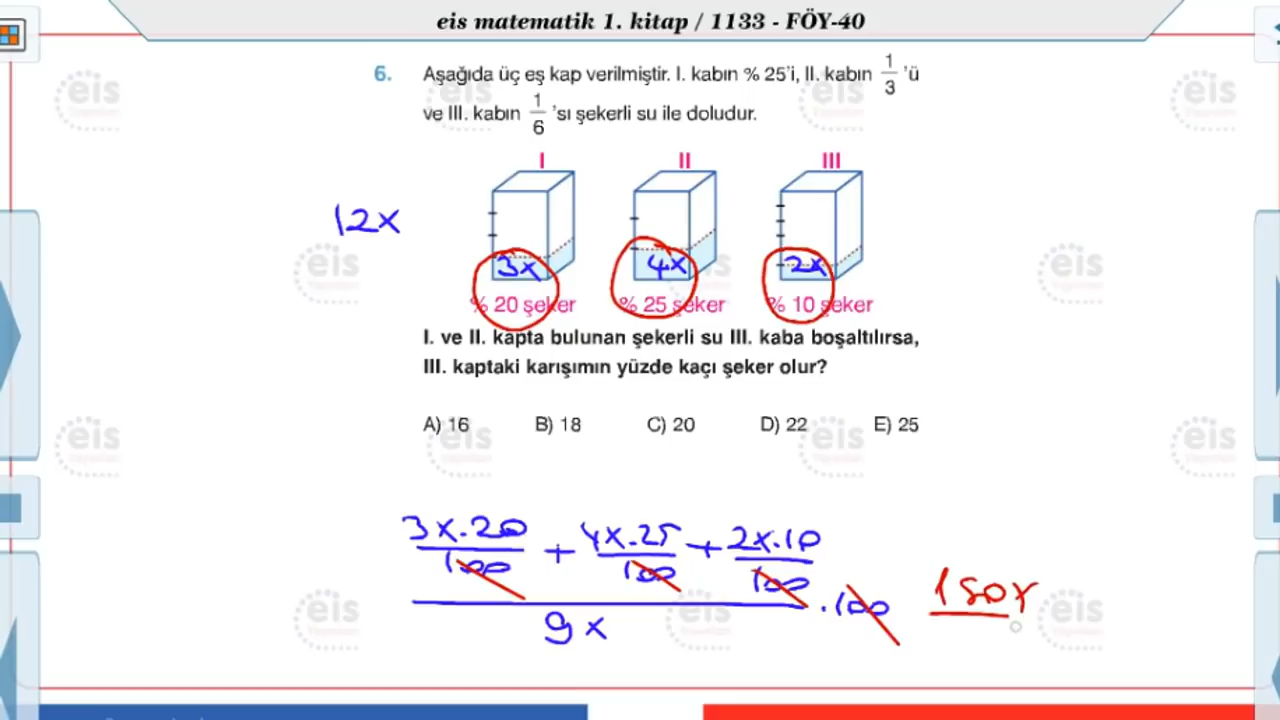 eis matematik 1. kitap / 1133 - FÖY-40
6. Aşağıda üç eş kap verilmiştir. I. kabın % 25'i, II. kabın 1/3 'ü
ve III. kabın 1/6 'sı şekerli su ile doludur.
I II III
12x
3x 4x 2x
% 20 şeker % 25 şeker % 10 şeker
I. ve II. kapta bulunan şekerli su III. kaba boşaltılırsa,
III. kaptaki karışımın yüzde kaçı şeker olur?
A) 16 B) 18 C) 20 D) 22 E) 25
3x.20 + 4x.25 + 2x.10
100 100 100
9x
.100
180x
eis
Yayınları